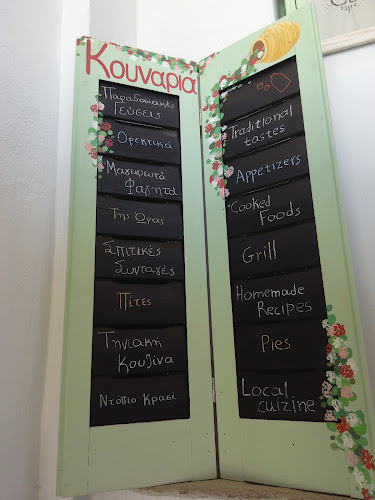 Κουναριά
Παραδοσιακές
Γεύσεις
Ορεκτικά
Μαγειρευτά
Φαγητά
Της Ώρας
Σπιτικές
Συνταγές
Πίτες
Τηνιακή
Κουζίνα
Ντόπιο Κρασί
Traditional
tastes
Appetizers
Cooked
Foods
Grill
Homemade
Recipes
Pies
Local
cuizine